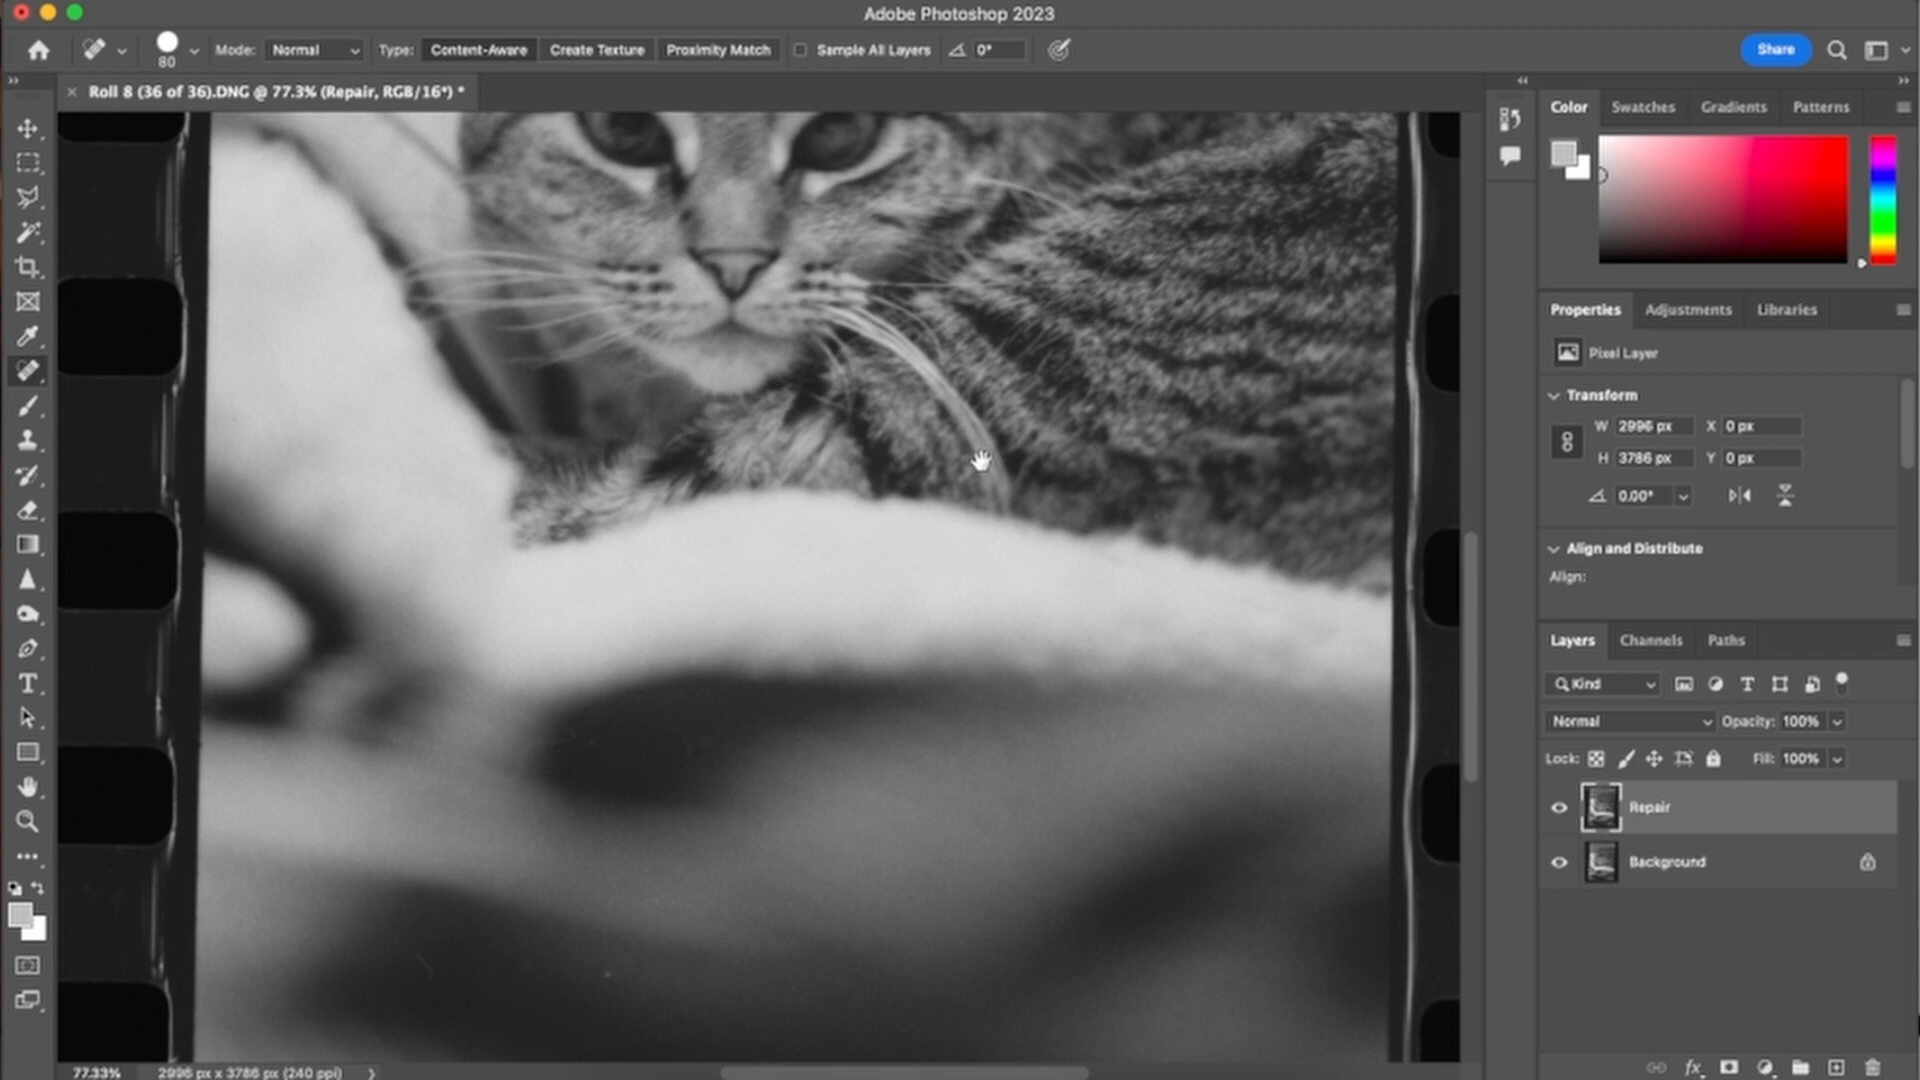 Adobe Photoshop 2023
80 Mode: Normal Type: Content-Aware Create Texture Proximity Match Sample All Layers 0° Share
× Roll 8 (36 of 36).DNG @ 77.3% (Repair, RGB/16*) *
Color Swatches Gradients Patterns
Properties Adjustments Libraries
Pixel Layer
Transform
W 2996 px X 0 px
H 3786 px Y 0 px
0.00°
Align and Distribute
Align:
Layers Channels Paths
Kind
Normal Opacity: 100%
Lock: Fill: 100%
Repair
Background
77.33% 2996 px x 3786 px (240 ppi)